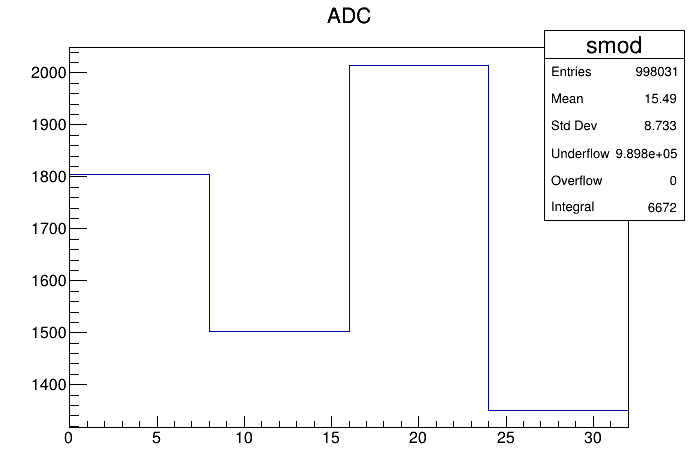 ADC
smod
Entries 998031
Mean 15.49
Std Dev 8.733
Underflow 9.898e+05
Overflow 0
Integral 6672
2000
1900
1800
1700
1600
1500
1400
0 5 10 15 20 25 30